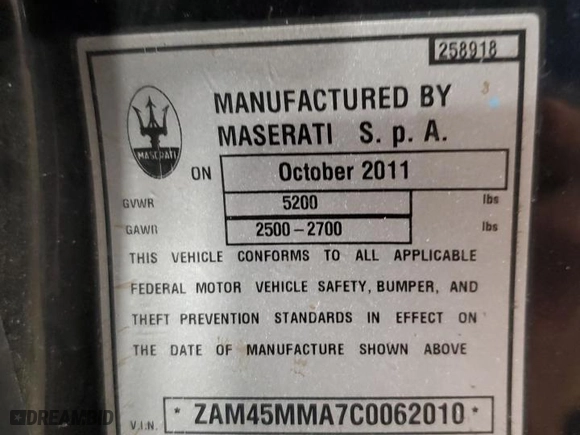 258918
MANUFACTURED BY
MASERATI S. p. A.
MASERATI
ON October 2011
GVWR 5200 lbs
GAWR 2500-2700 lbs
THIS VEHICLE CONFORMS TO ALL APPLICABLE
FEDERAL MOTOR VEHICLE SAFETY, BUMPER, AND
THEFT PREVENTION STANDARDS IN EFFECT ON
THE DATE OF MANUFACTURE SHOWN ABOVE
V.I.N. * ZAM45MMA7C0062010 *
DREAMBID